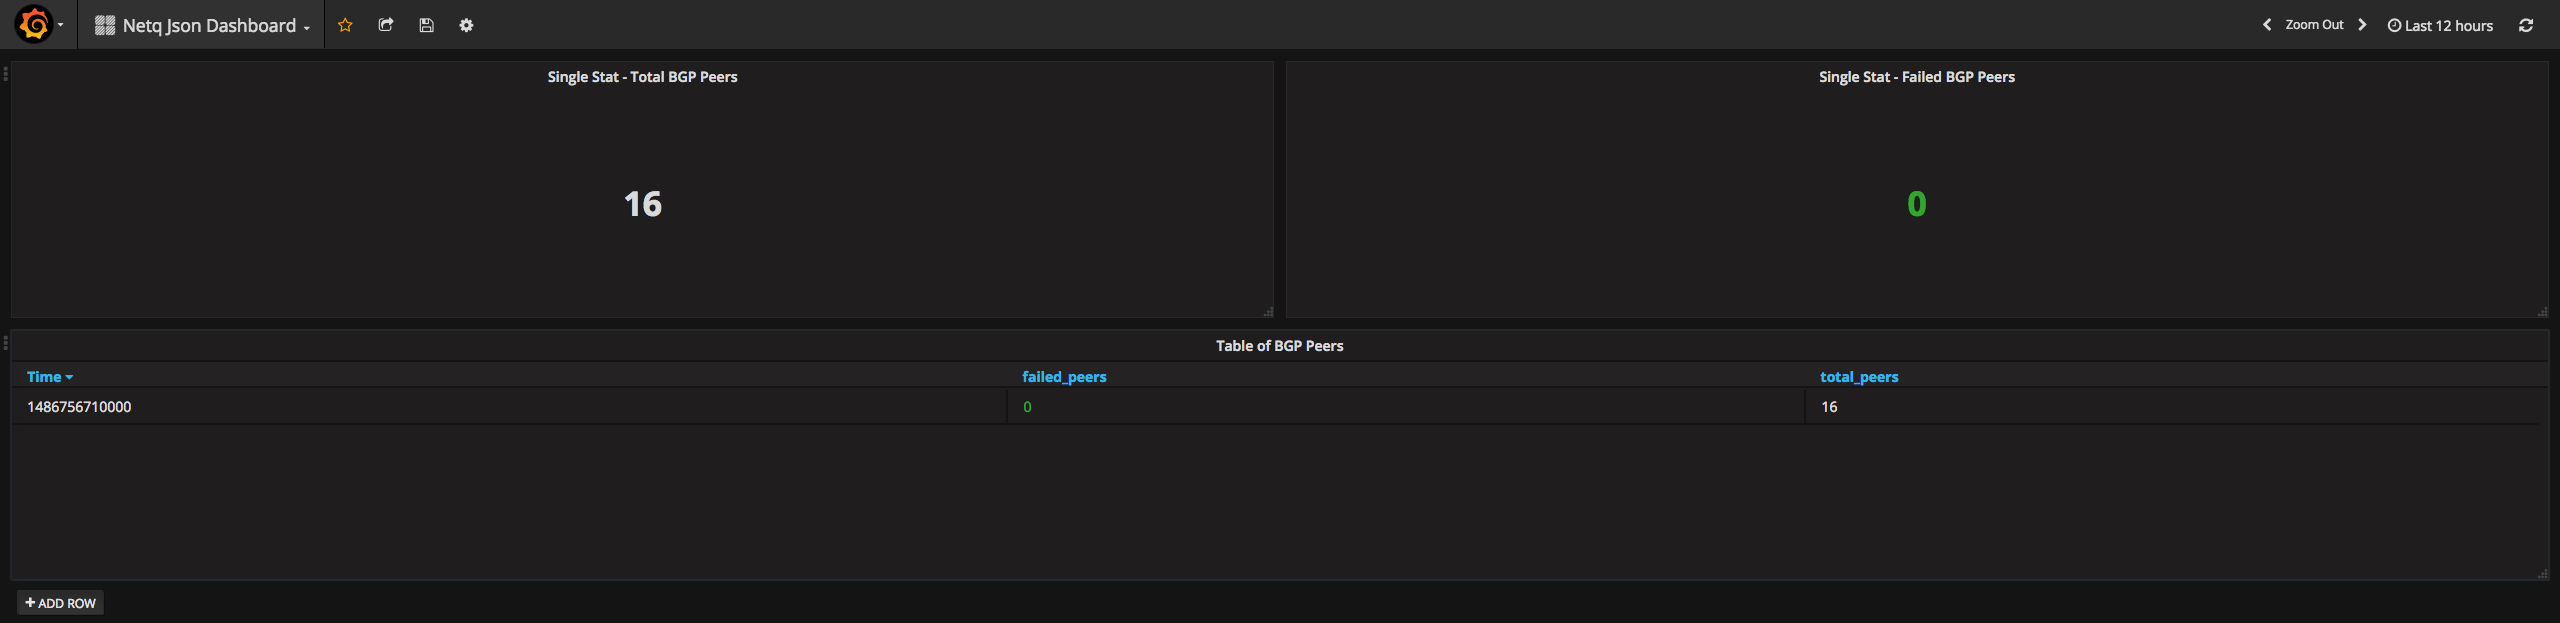 Netq Json Dashboard
Zoom Out
Last 12 hours
Single Stat - Total BGP Peers
Single Stat - Failed BGP Peers
16
0
Table of BGP Peers
Time failed_peers total_peers
1486756710000 0 16
+ ADD ROW